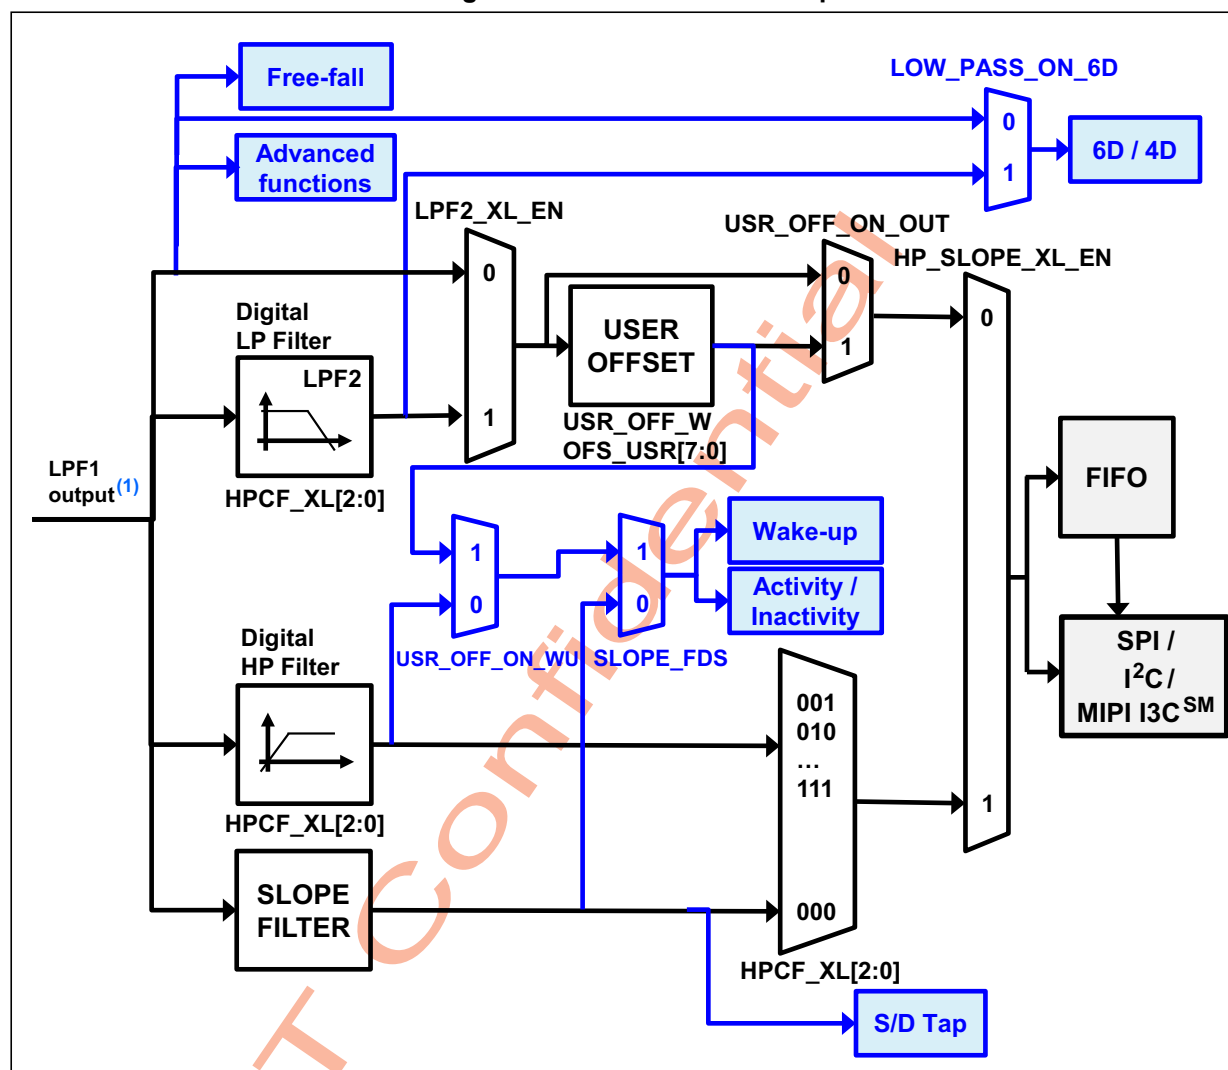 Free-fall
LOW_PASS_ON_6D
0
1
6D / 4D
Advanced
functions
LPF2_XL_EN
0
1
USR_OFF_ON_OUT
0
1
HP_SLOPE_XL_EN
0
1
Digital
LP Filter
LPF2
HPCF_XL[2:0]
USER
OFFSET
USR_OFF_W
OFS_USR[7:0]
LPF1
output(1)
FIFO
1
0
USR_OFF_ON_WU
1
0
SLOPE_FDS
Wake-up
Activity /
Inactivity
SPI /
I2C /
MIPI I3CSM
Digital
HP Filter
HPCF_XL[2:0]
001
010
...
111
000
HPCF_XL[2:0]
SLOPE
FILTER
S/D Tap
T Confidential